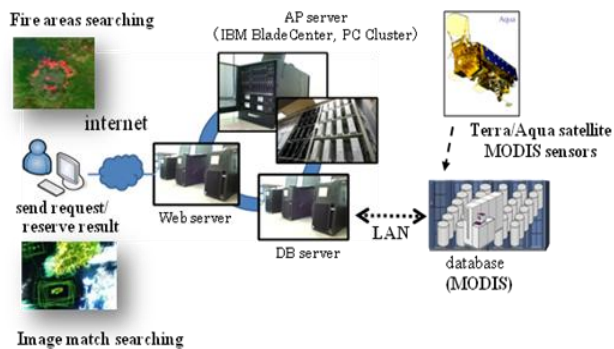 Fire areas searching
AP server
(IBM BladeCenter, PC Cluster)
Aqua
internet
Terra/Aqua satellite
MODIS sensors
send request/
reserve result
Web server
DB server
LAN
database
(MODIS)
Image match searching